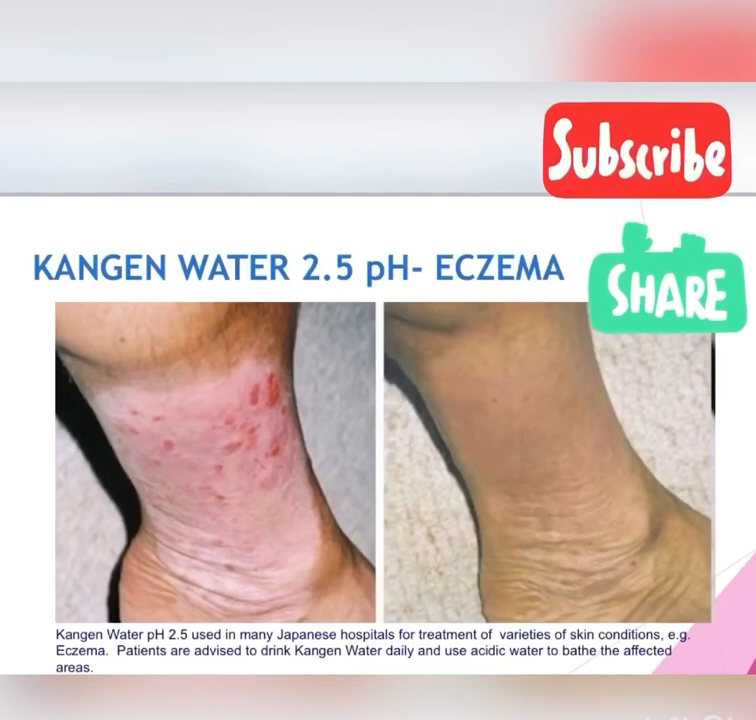 Subscribe
KANGEN WATER 2.5 pH- ECZEMA
SHARE
Kangen Water pH 2.5 used in many Japanese hospitals for treatment of varieties of skin conditions, e.g.
Eczema. Patients are advised to drink Kangen Water daily and use acidic water to bathe the affected
areas.